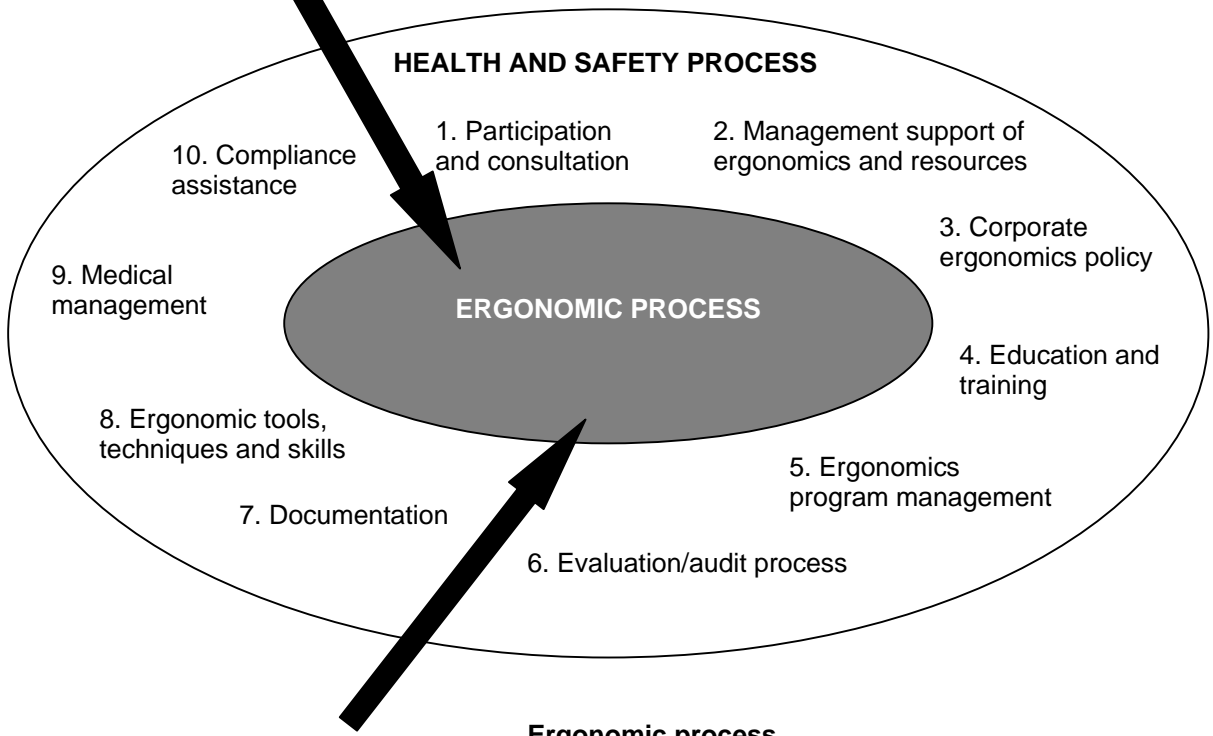 HEALTH AND SAFETY PROCESS
1. Participation
and consultation
2. Management support of
ergonomics and resources
3. Corporate
ergonomics policy
4. Education and
training
5. Ergonomics
program management
6. Evaluation/audit process
7. Documentation
8. Ergonomic tools,
techniques and skills
9. Medical
management
10. Compliance
assistance
ERGONOMIC PROCESS
Ergonomic process